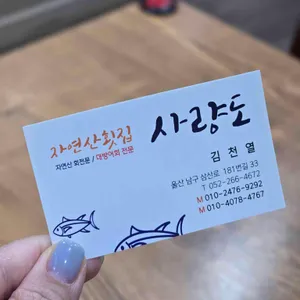 자연산횟집 사량도
자연산 회전문 / 대방어회 전문
김 천 열
울산 남구 삼산로 181번길 33
T 052-266-4672
M 010-2476-9292
M 010-4078-4767